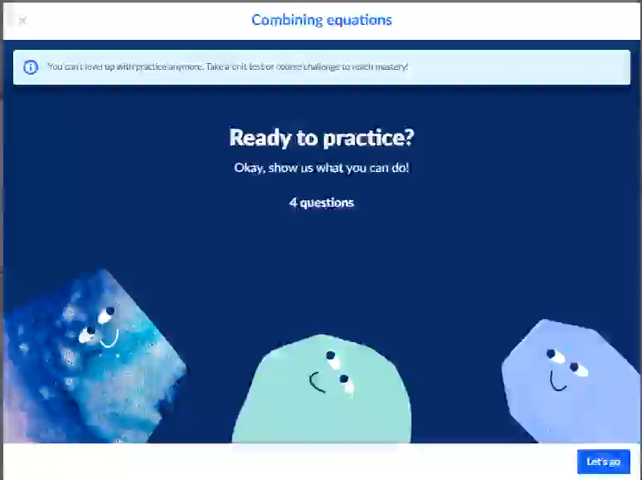 Combining equations
You can't level up with practice anymore. Take a unit test or course challenge to reach mastery!
Ready to practice?
Okay, show us what you can do!
4 questions
Let's go